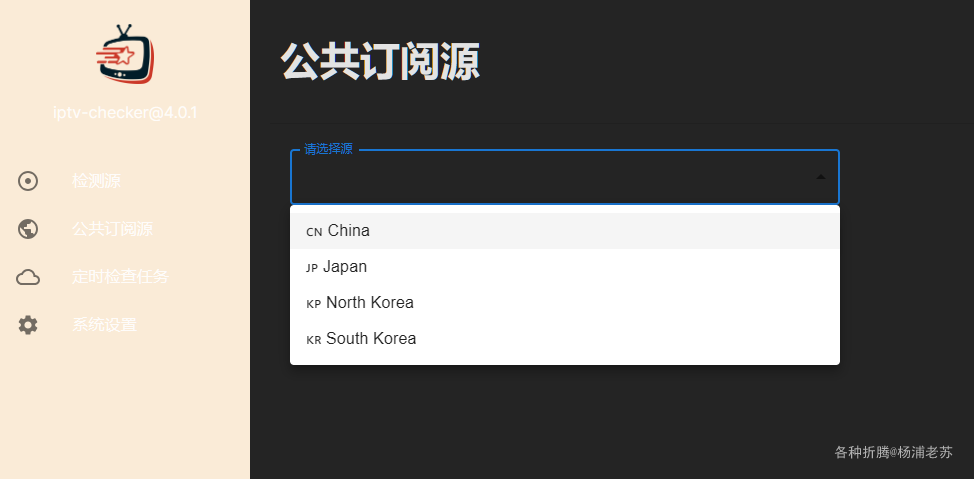 iptv-checker@4.0.1
检测源
公共订阅源
定时检查任务
系统设置
公共订阅源
请选择源
CN China
JP Japan
KP North Korea
KR South Korea
各种折腾@杨浦老苏